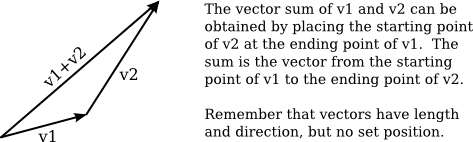 v1+v2
v2
v1
The vector sum of v1 and v2 can be
obtained by placing the starting point
of v2 at the ending point of v1.  The
sum is the vector from the starting
point of v1 to the ending point of v2.
Remember that vectors have length
and direction, but no set position.